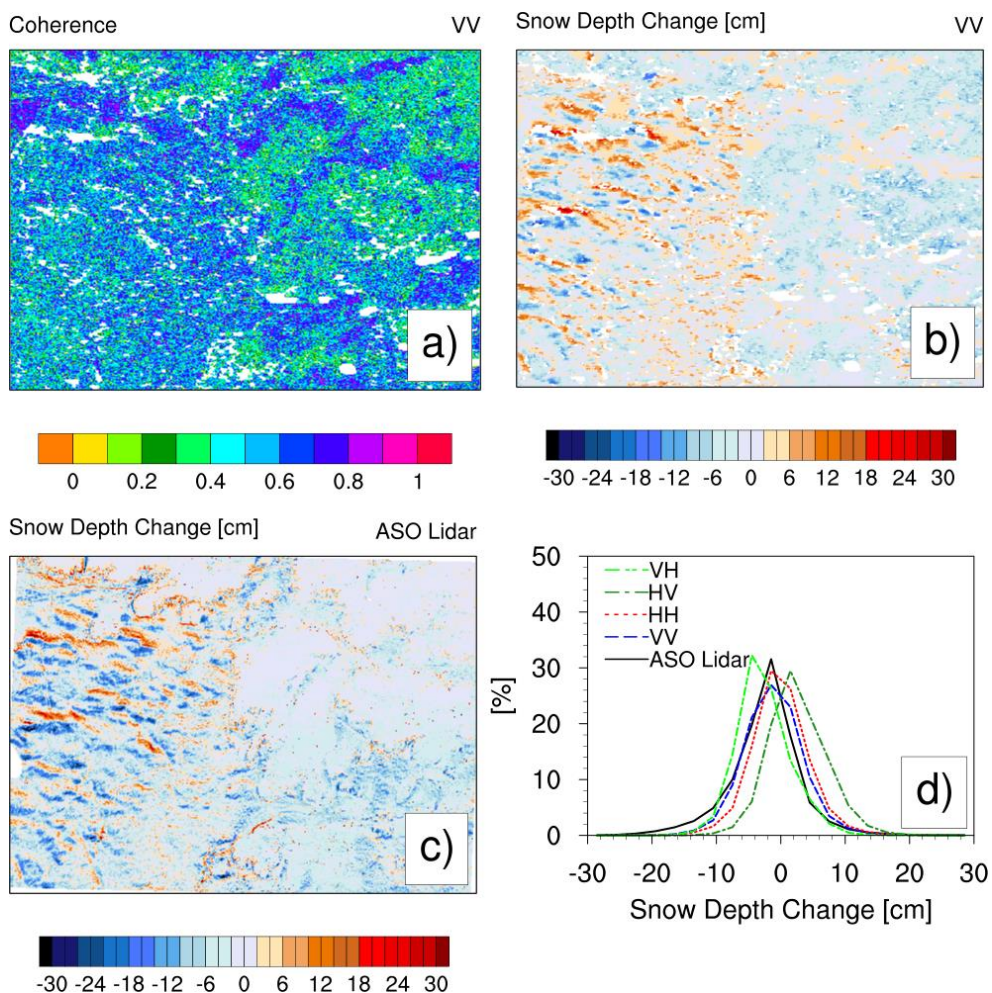 Coherence VV
Snow Depth Change [cm] VV
a)
b)
0 0.2 0.4 0.6 0.8 1
-30 -24 -18 -12 -6 0 6 12 18 24 30
Snow Depth Change [cm] ASO Lidar
c)
-30 -24 -18 -12 -6 0 6 12 18 24 30
50
40
30
20
10
0
[%]
VH
HV
HH
VV
ASO Lidar
d)
-30 -20 -10 0 10 20 30
Snow Depth Change [cm]